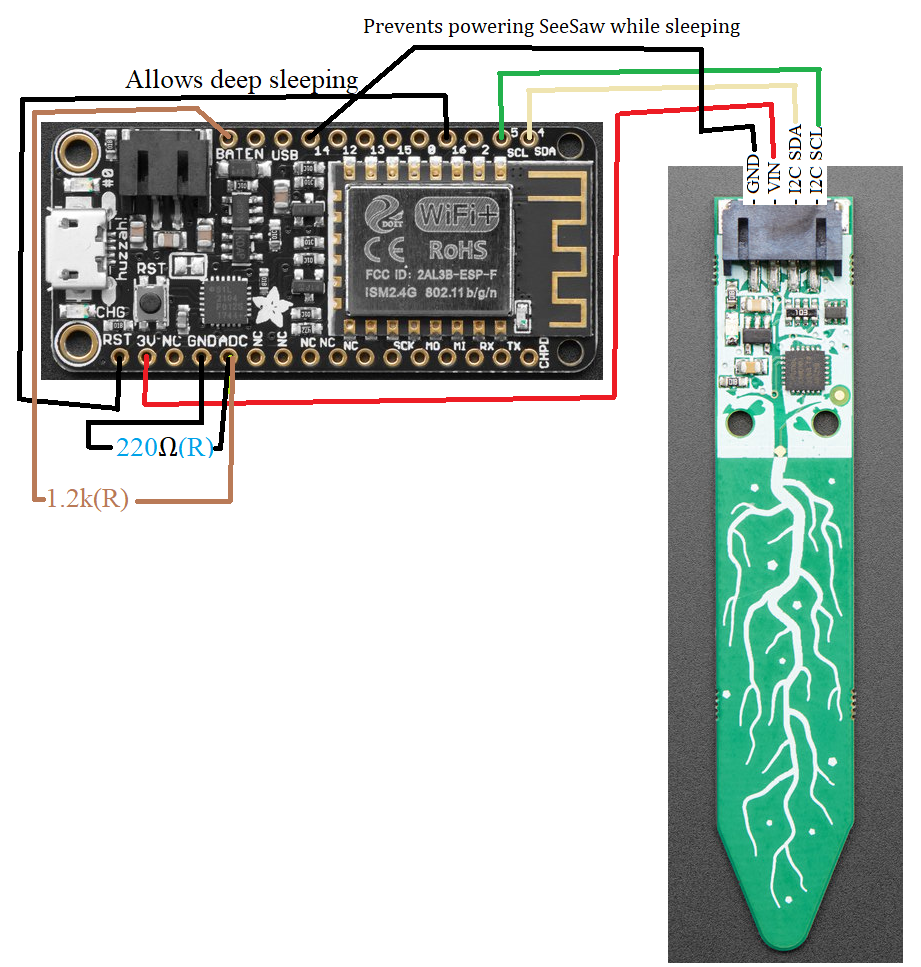 Prevents powering SeeSaw while sleeping
Allows deep sleeping
GND
VIN
I2C SDA
I2C SCL
BAT EN USB 14 12 13 15 0 16 2 5 SCL 4 SDA
#0
huzzah!
RST
CHG
DOIT
WiFi+
CE RoHS
FCC ID: 2AL3B-ESP-F
ISM2.4G 802.11b/g/n
RST 3V NC GND ADC NC NC NC NC NC SCK MO MI RX TX CHPD
220Ω(R)
1.2k(R)